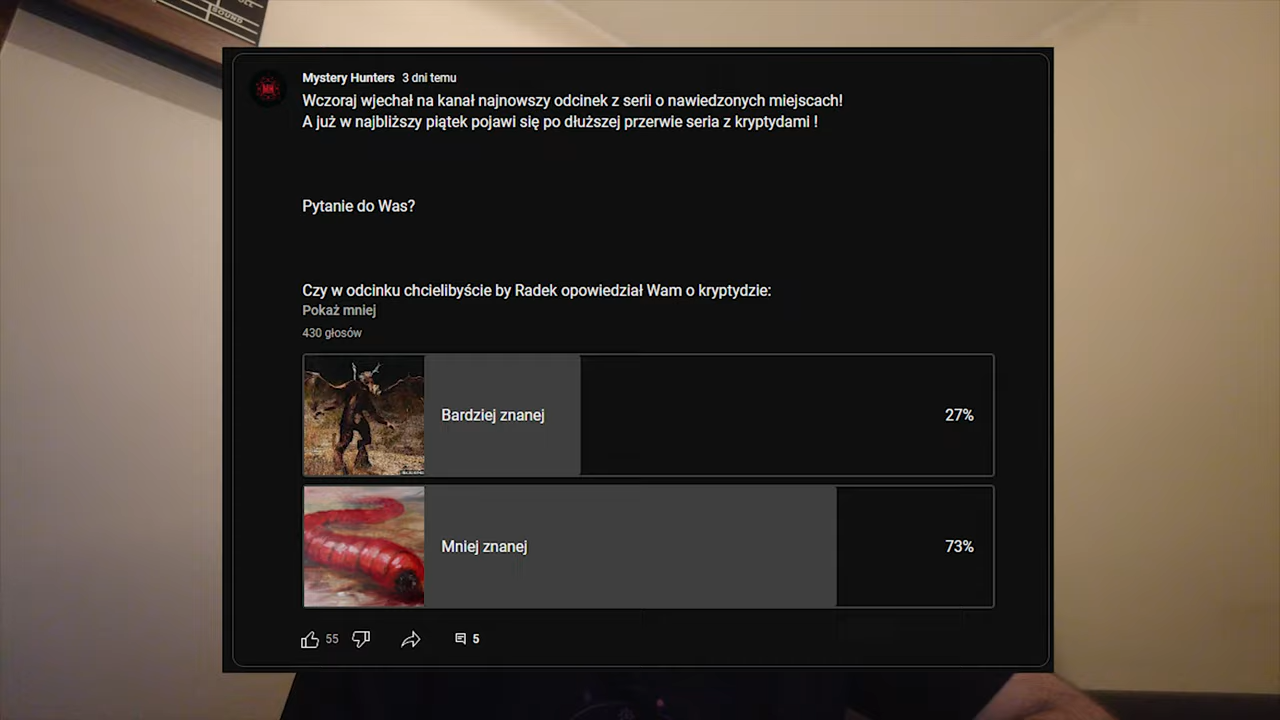 SOUND
Mystery Hunters 3 dni temu
Wczoraj wjechał na kanał najnowszy odcinek z serii o nawiedzonych miejscach!
A już w najbliższy piątek pojawi się po dłuższej przerwie seria z kryptydami !
Pytanie do Was?
Czy w odcinku chcielibyście by Radek opowiedział Wam o kryptydzie:
Pokaż mniej
430 głosów
Bardziej znanej
27%
Mniej znanej
73%
55
5